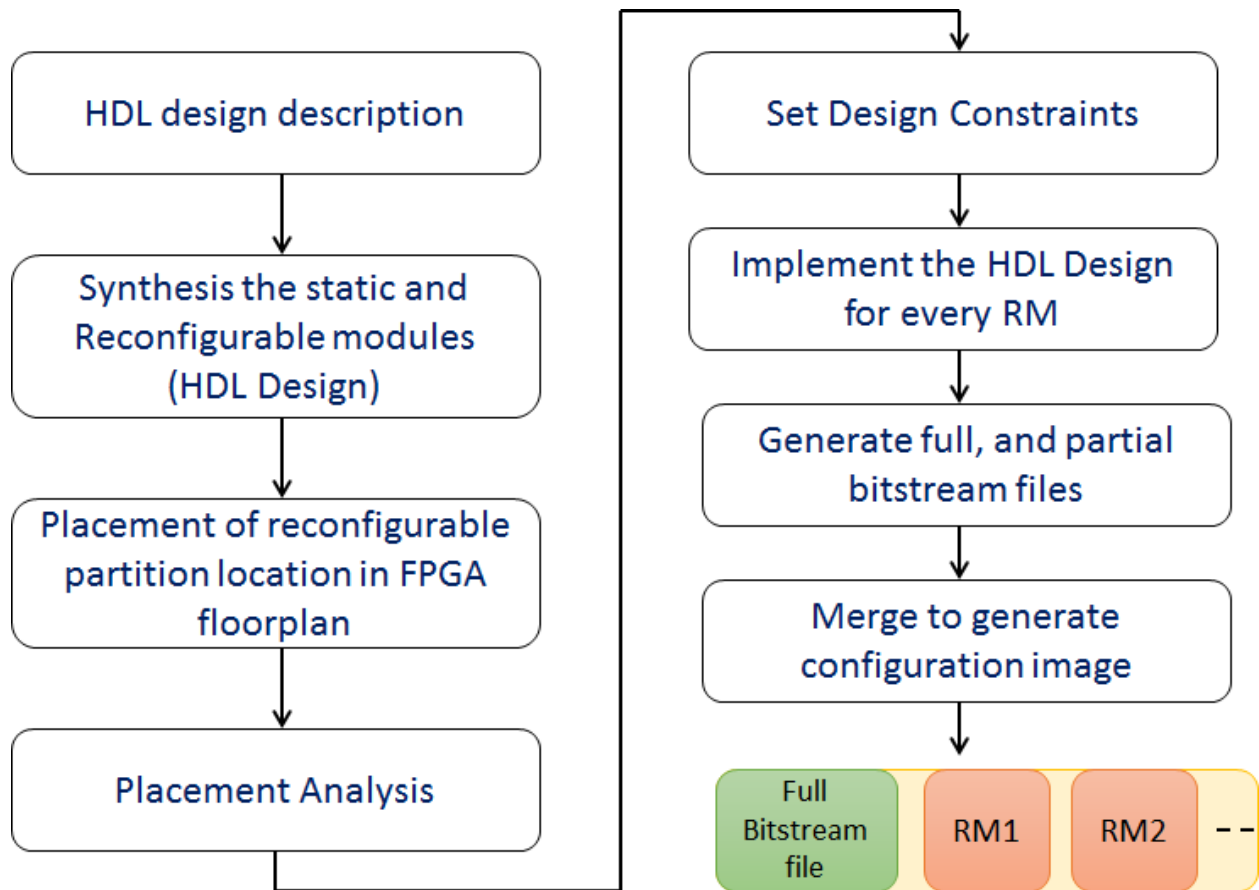 HDL design description
Synthesis the static and
Reconfigurable modules
(HDL Design)
Placement of reconfigurable
partition location in FPGA
floorplan
Placement Analysis
Set Design Constraints
Implement the HDL Design
for every RM
Generate full, and partial
bitstream files
Merge to generate
configuration image
Full
Bitstream
file
RM1
RM2
--